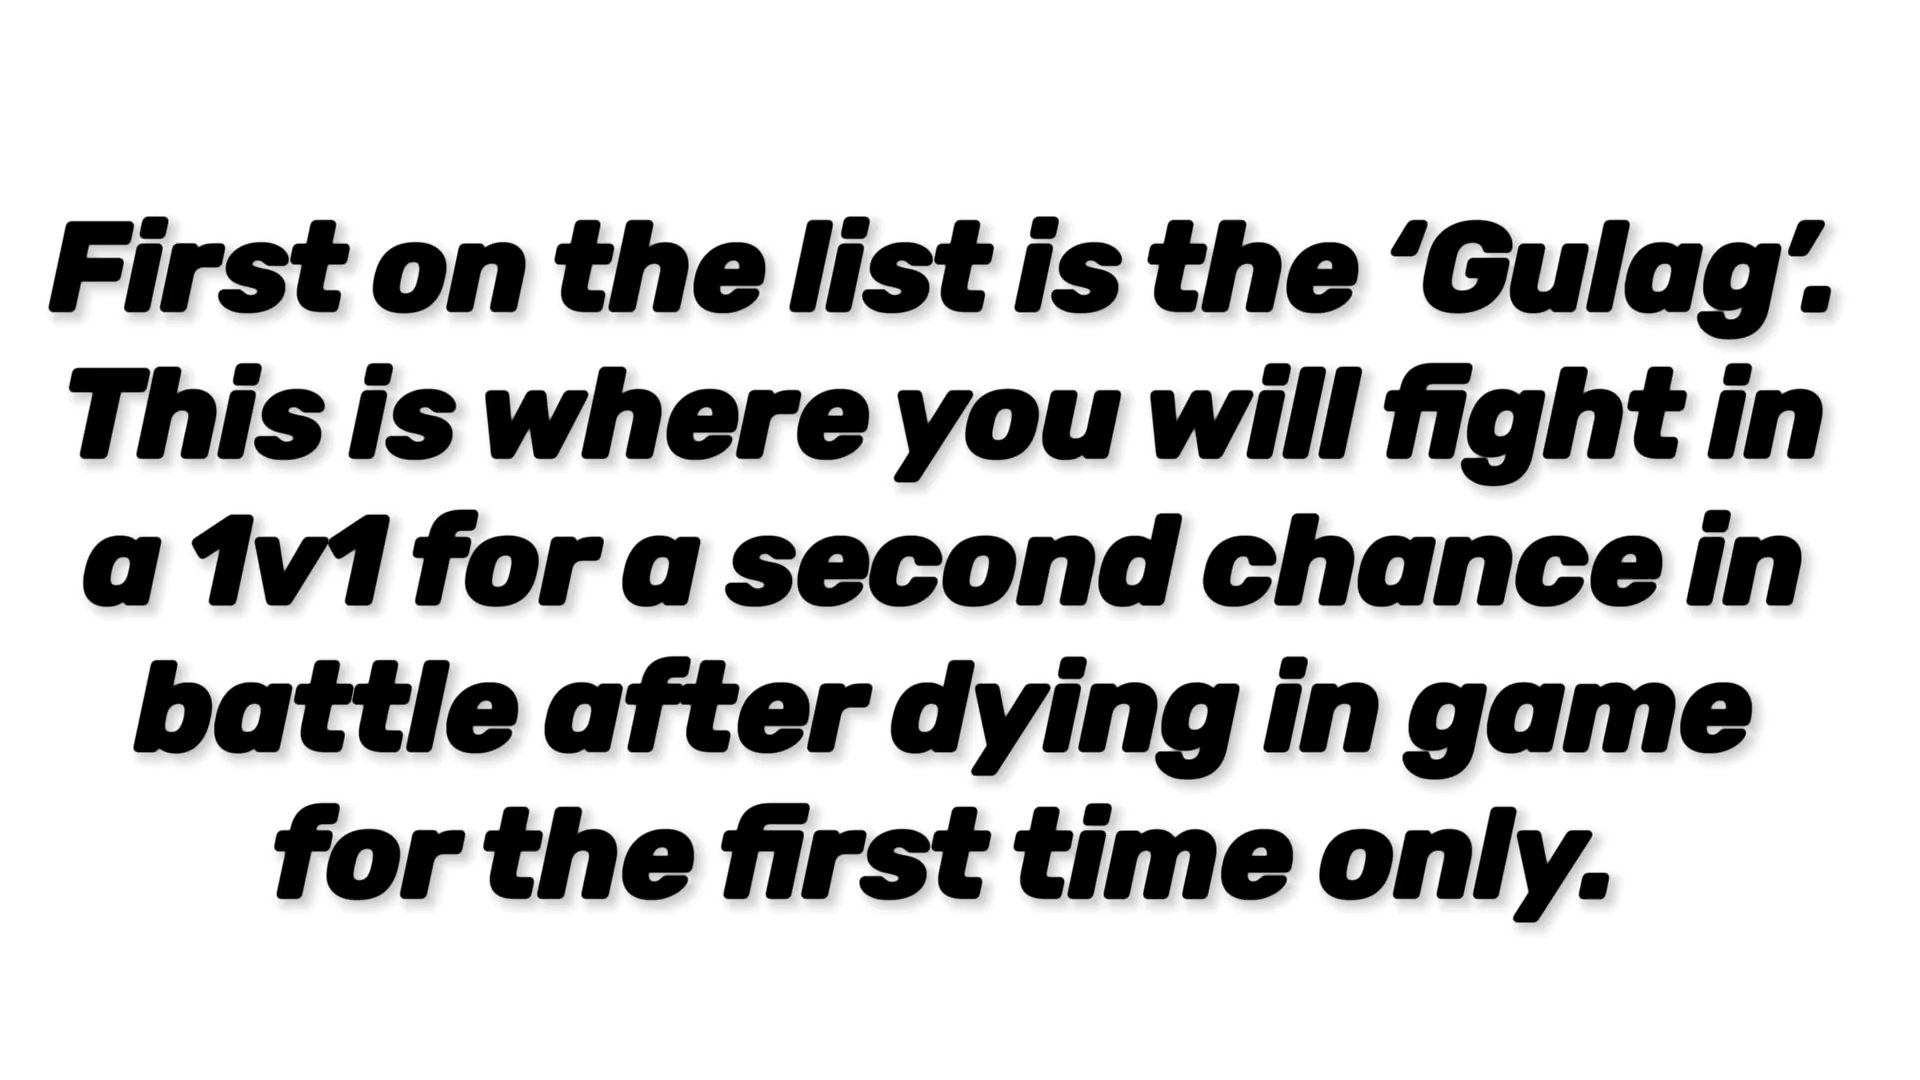 First on the list is the ‘Gulag’.
This is where you will fight in
a 1v1 for a second chance in
battle after dying in game
for the first time only.